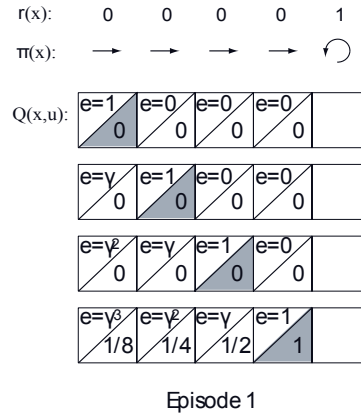 r(x): 0 0 0 0 1
π(x):
Q(x,u): e=1 e=0 e=0 e=0
0 0 0 0
e=γ e=1 e=0 e=0
0 0 0 0
e=γ² e=γ e=1 e=0
0 0 0 0
e=γ³ e=γ² e=γ e=1
1/8 1/4 1/2 1
Episode 1